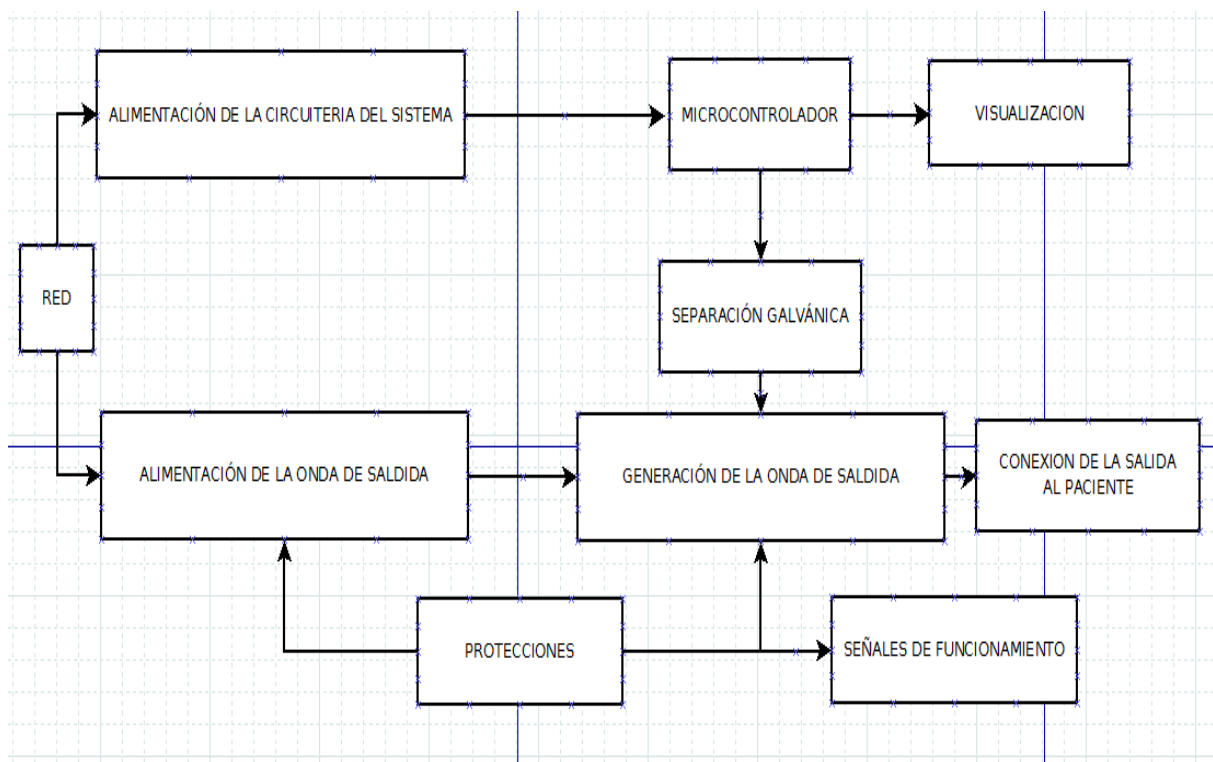 ALIMENTACIÓN DE LA CIRCUITERIA DEL SISTEMA
MICROCONTROLADOR
VISUALIZACION
RED
SEPARACIÓN GALVÁNICA
ALIMENTACIÓN DE LA ONDA DE SALDIDA
GENERACIÓN DE LA ONDA DE SALDIDA
CONEXION DE LA SALIDA
AL PACIENTE
PROTECCIONES
SEÑALES DE FUNCIONAMIENTO